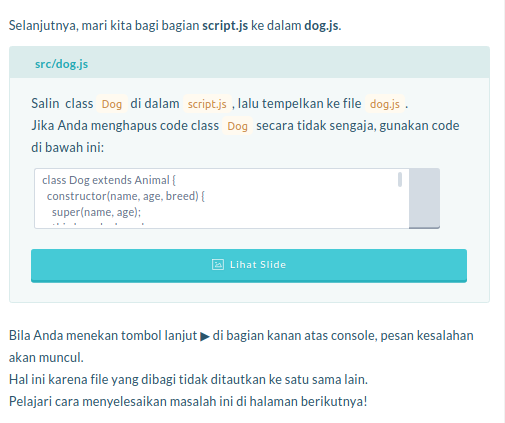 Selanjutnya, mari kita bagi bagian script.js ke dalam dog.js.
src/dog.js
Salin class Dog di dalam script.js , lalu tempelkan ke file dog.js .
Jika Anda menghapus code class Dog secara tidak sengaja, gunakan code
di bawah ini:
class Dog extends Animal {
constructor(name, age, breed) {
super(name, age);
Lihat Slide
Bila Anda menekan tombol lanjut ▶ di bagian kanan atas console, pesan kesalahan
akan muncul.
Hal ini karena file yang dibagi tidak ditautkan ke satu sama lain.
Pelajari cara menyelesaikan masalah ini di halaman berikutnya!